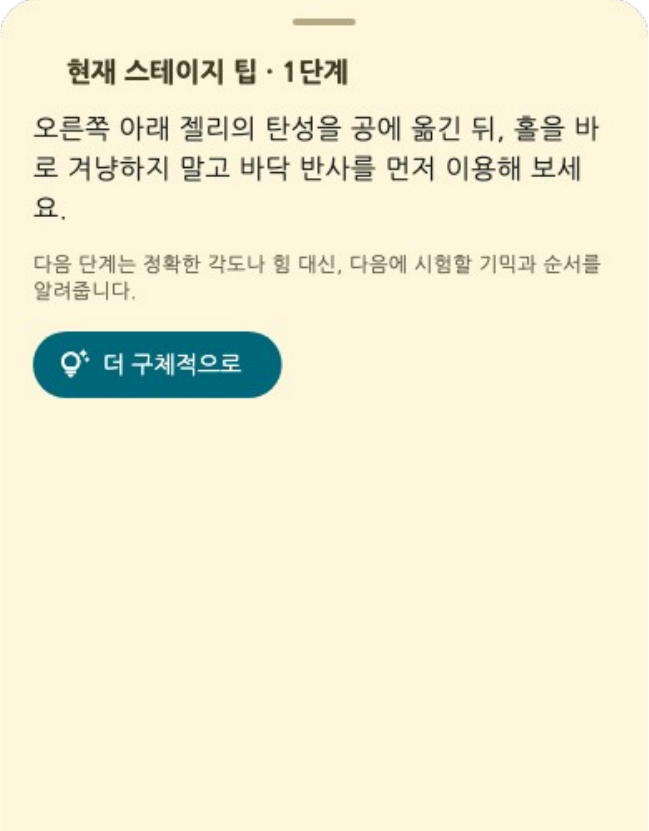 현재 스테이지 팁 · 1단계
오른쪽 아래 젤리의 탄성을 공에 옮긴 뒤, 홀을 바
로 겨냥하지 말고 바닥 반사를 먼저 이용해 보세
요.
다음 단계는 정확한 각도나 힘 대신, 다음에 시험할 기믹과 순서를
알려줍니다.
더 구체적으로